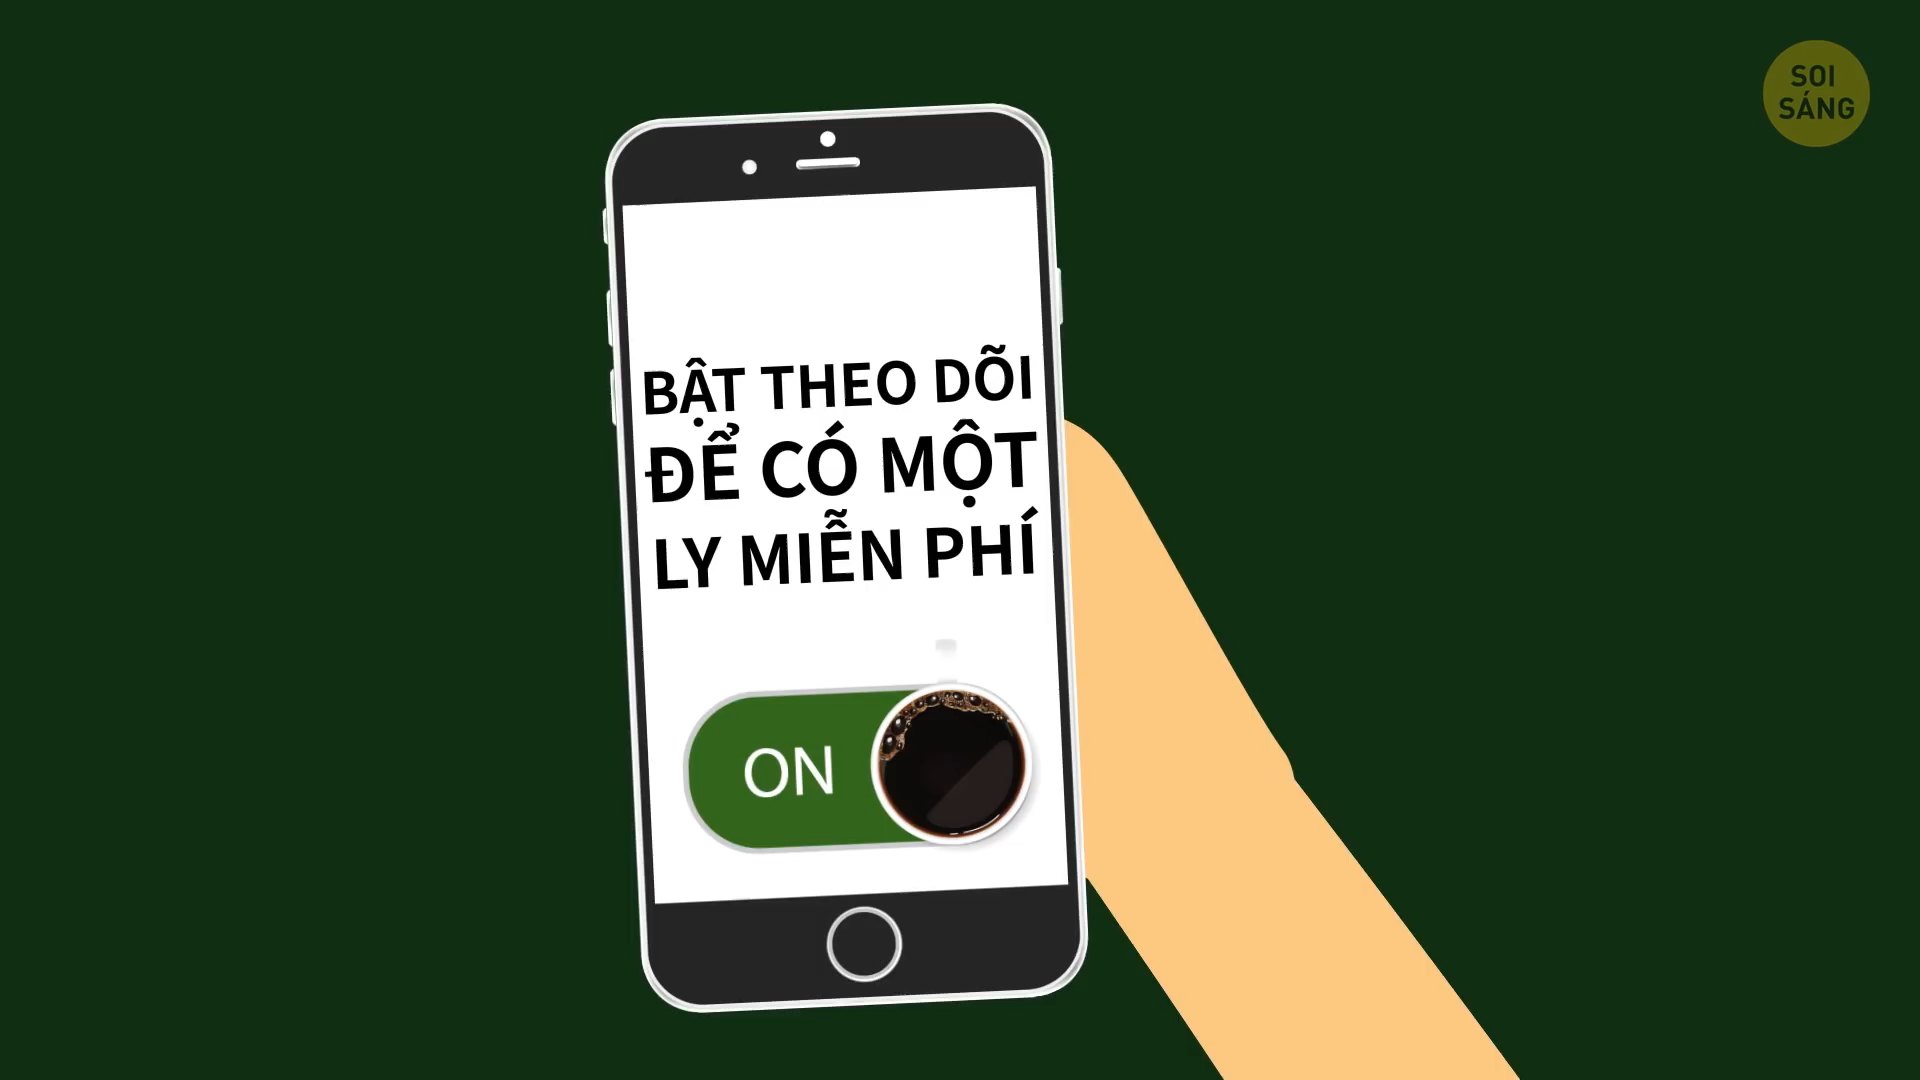 SOI
SÁNG
BẬT THEO DÕI
ĐỂ CÓ MỘT
LY MIỄN PHÍ
ON